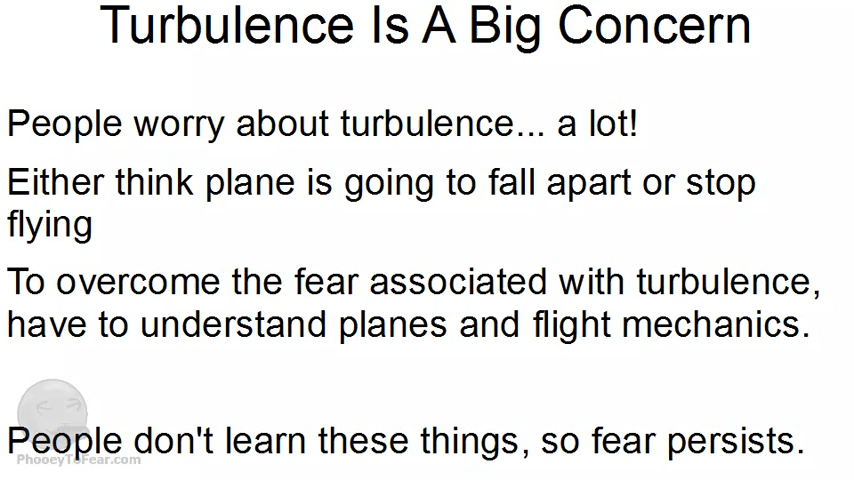 Turbulence Is A Big Concern
People worry about turbulence... a lot!
Either think plane is going to fall apart or stop
flying
To overcome the fear associated with turbulence,
have to understand planes and flight mechanics.
People don't learn these things, so fear persists.
PhooeyToFear.com